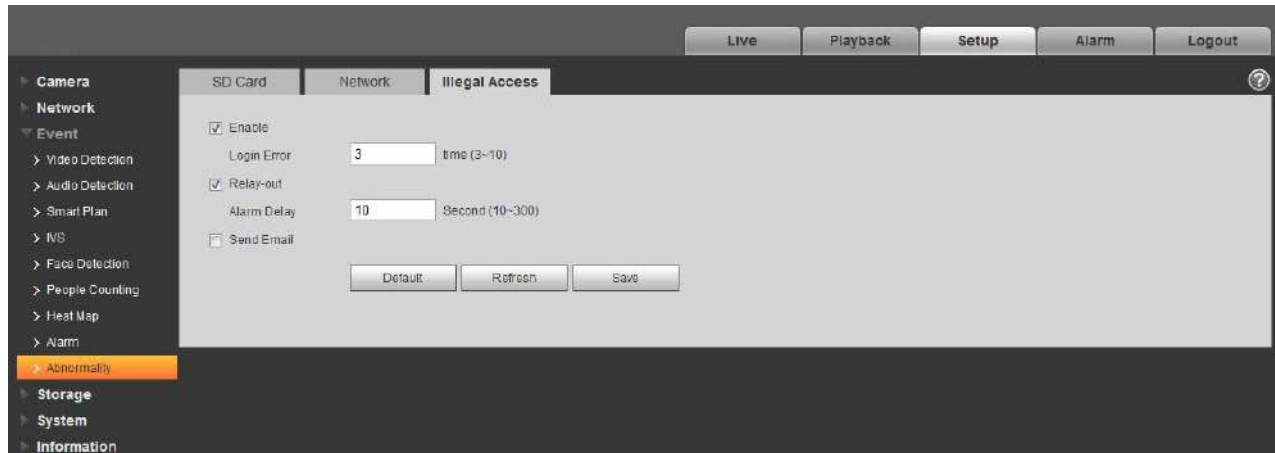 Live Playback Setup Alarm Logout
Camera
Network
Event
Video Detection
Audio Detection
Smart Plan
IVS
Face Detection
People Counting
Heat Map
Alarm
Abnormality
Storage
System
Information
SD Card Network Illegal Access
?
Enable
Login Error 3 time (3~10)
Relay-out
Alarm Delay 10 Second (10~300)
Send Email
Default Refresh Save